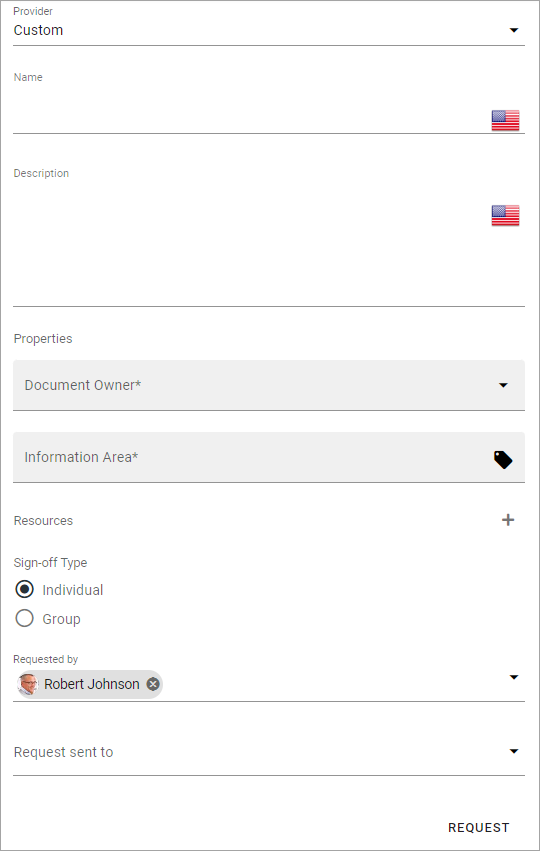 Provider
Custom
Name
Description
Properties
Document Owner*
Information Area*
Resources
Sign-off Type
Individual
Group
Requested by
Robert Johnson
Request sent to
REQUEST